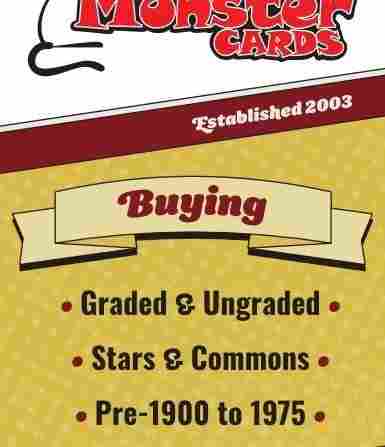 Monster
CARDS
Established 2003
Buying
• Graded & Ungraded •
• Stars & Commons •
• Pre-1900 to 1975 •